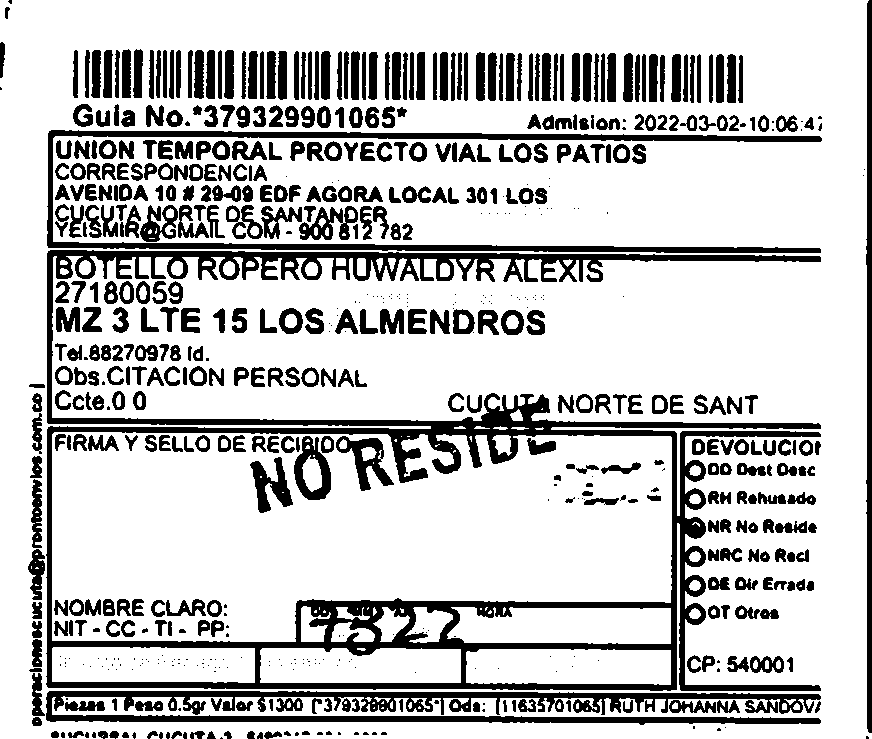 Guia No.*379329901065*
Admision: 2022-03-02-10:06:47
UNION TEMPORAL PROYECTO VIAL LOS PATIOS
CORRESPONDENCIA
AVENIDA 10 # 29-09 EDF AGORA LOCAL 301 LOS
CUCUTA NORTE DE SANTANDER
YEISMIR@GMAIL COM - 900 812 782
BOTELLO ROPERO HUWALDYR ALEXIS
27180059
MZ 3 LTE 15 LOS ALMENDROS
Tel.88270978 Id.
Obs.CITACION PERSONAL
Ccte.0 0
CUCUTA NORTE DE SANT
FIRMA Y SELLO DE RECIBIDO
NO RESIDE
DEVOLUCION
DD Dest Desc
RH Rehusado
NR No Reside
NRC No Recl
DE Dir Errada
OT Otros
NOMBRE CLARO:
NIT - CC - TI - PP:
HORA
7322
CP: 540001
operacionescucuta@prontoenvios.com.co |
Piezas 1 Peso 0.5gr Valor $1300 [*379329901065*] Ods: [11635701065] RUTH JOHANNA SANDOVA